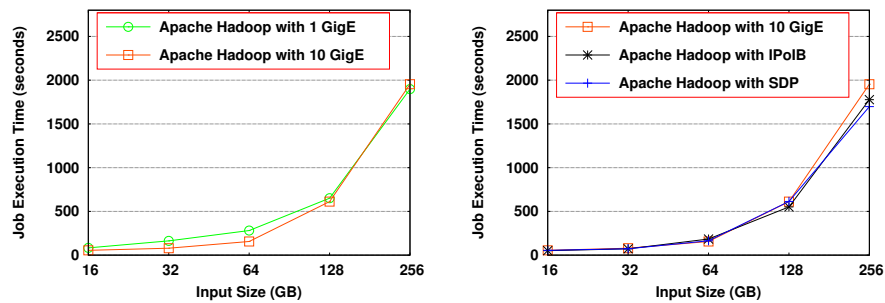 Apache Hadoop with 1 GigE
Apache Hadoop with 10 GigE
2500
2000
1500
1000
500
0
16
32
64
128
256
Job Execution Time (seconds)
Input Size (GB)
Apache Hadoop with 10 GigE
Apache Hadoop with IPoIB
Apache Hadoop with SDP
2500
2000
1500
1000
500
0
16
32
64
128
256
Job Execution Time (seconds)
Input Size (GB)